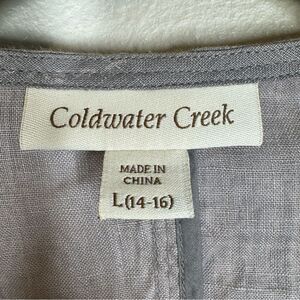 Coldwater Creek
MADE IN
CHINA
L(14-16)